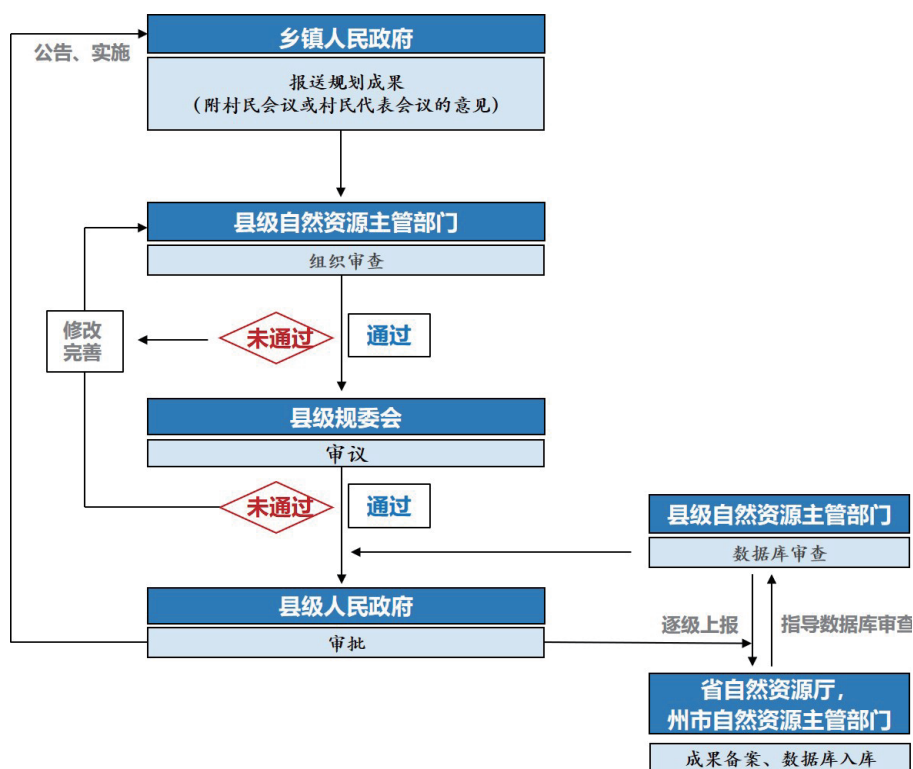 乡镇人民政府
公告、实施
报送规划成果
(附村民会议或村民代表会议的意见)
县级自然资源主管部门
组织审查
修改
完善
未通过
通过
县级规委会
审议
未通过
通过
县级自然资源主管部门
数据库审查
县级人民政府
审批
逐级上报
指导数据库审查
省自然资源厅，
州市自然资源主管部门
成果备案、数据库入库